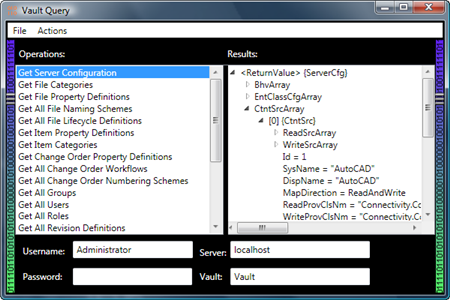 Vault Query
File Actions
Operations:
Results:
Get Server Configuration
Get File Categories
Get File Property Definitions
Get All File Naming Schemes
Get All File Lifecycle Definitions
Get Item Property Definitions
Get Item Categories
Get Change Order Property Definitions
Get All Change Order Workflows
Get All Change Order Numbering Schemes
Get All Groups
Get All Users
Get All Roles
Get All Revision Definitions
<ReturnValue> {ServerCfg}
BhvArray
EntClassCfgArray
CtntSrcArray
[0] {CtntSrc}
ReadSrcArray
WriteSrcArray
Id = 1
SysName = "AutoCAD"
DispName = "AutoCAD"
MapDirection = ReadAndWrite
ReadProvClsNm = "Connectivity.Co
WriteProvClsNm = "Connectivity.C
Username: Administrator
Server: localhost
Password:
Vault: Vault